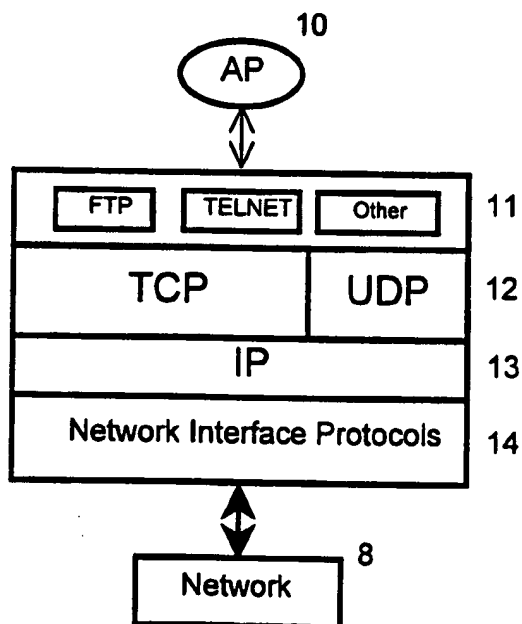 10
AP
FTP TELNET Other 11
TCP UDP 12
IP 13
Network Interface Protocols 14
8
Network